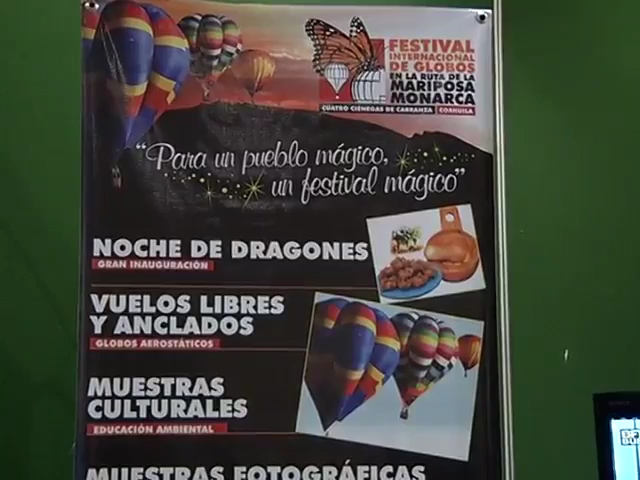 FESTIVAL
INTERNACIONAL
DE GLOBOS
EN LA RUTA DE LA
MARIPOSA
MONARCA
CUATRO CIENEGAS DE CARRANZA COAHUILA
"Para un pueblo mágico,
un festival mágico"
NOCHE DE DRAGONES
GRAN INAUGURACIÓN
VUELOS LIBRES
Y ANCLADOS
GLOBOS AEROSTÁTICOS
MUESTRAS
CULTURALES
EDUCACIÓN AMBIENTAL
MUESTRAS FOTOGRÁFICAS